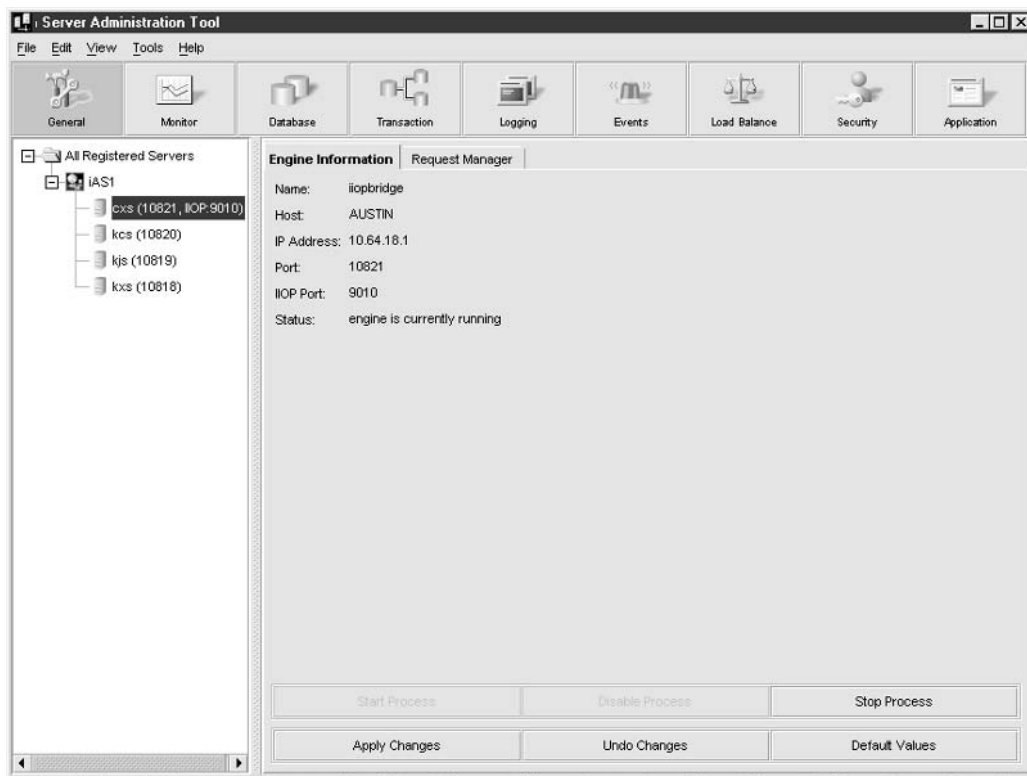 Server Administration Tool
File Edit View Tools Help
General Monitor Database Transaction Logging Events Load Balance Security Application
All Registered Servers
iAS1
cxs (10821, IIOP:9010)
kcs (10820)
kjs (10819)
kxs (10818)
Engine Information Request Manager
Name: iiopbridge
Host: AUSTIN
IP Address: 10.64.18.1
Port: 10821
IIOP Port: 9010
Status: engine is currently running
Start Process Disable Process Stop Process
Apply Changes Undo Changes Default Values